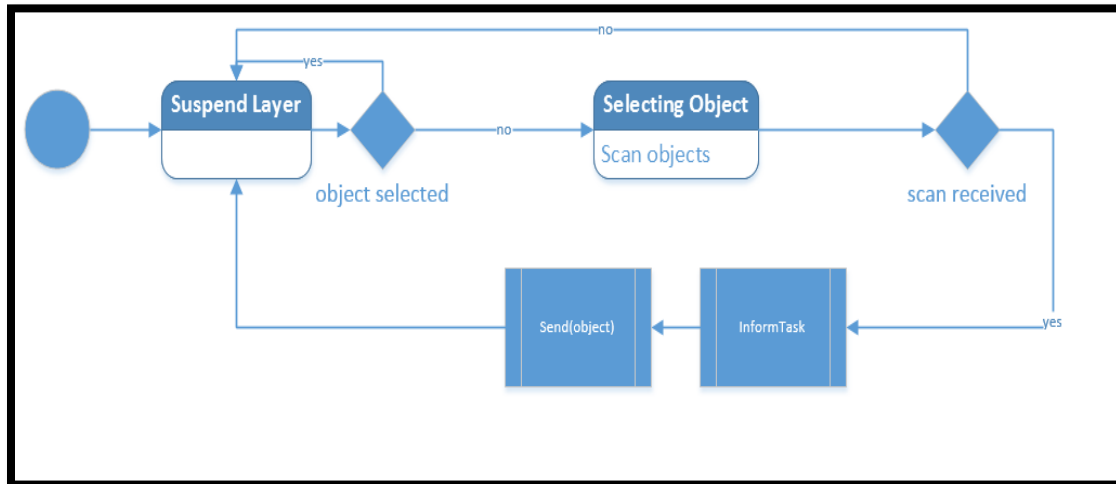 no
yes
Suspend Layer
Selecting Object
no
Scan objects
object selected
scan received
Send(object)
InformTask
yes